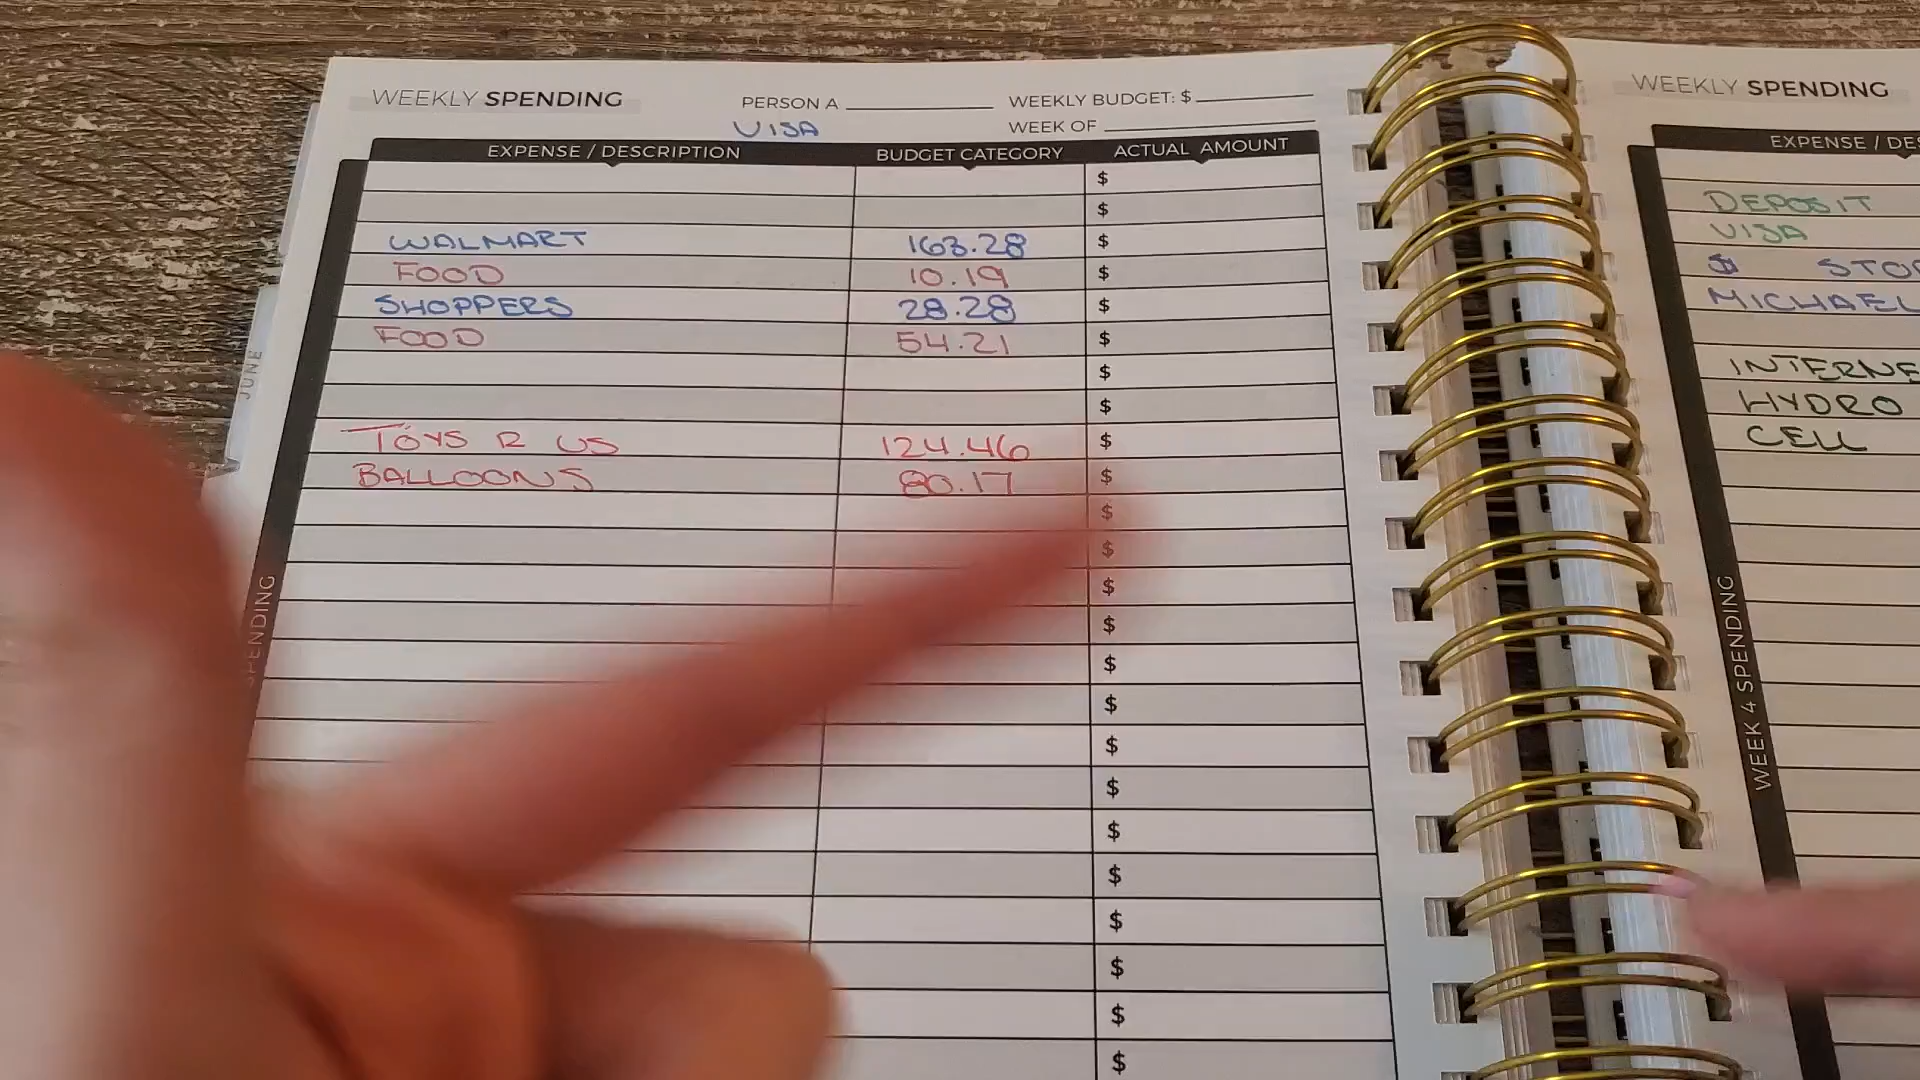 WEEKLY SPENDING PERSON A WEEKLY BUDGET: $
VISA WEEK OF
EXPENSE / DESCRIPTION BUDGET CATEGORY ACTUAL AMOUNT
$
$
WALMART 163.28 $
FOOD 10.19 $
SHOPPERS 28.28 $
FOOD 54.21 $
$
$
TOYS R US 124.46 $
BALLOONS 80.17 $
$
$
$
$
$
$
$
$
$
$
$
$
$
$
JUNE
SPENDING
WEEKLY SPENDING
EXPENSE /
DEPOSIT
VISA
$
MICHAEL
INTERNE
HYDRO
CELL
WEEK 4 SPENDING